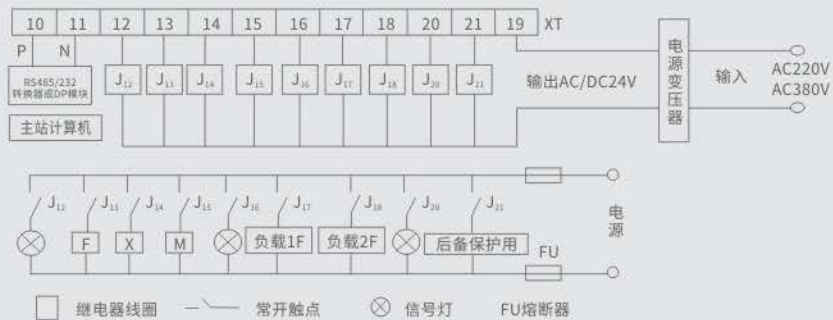 10 11 12 13 14 15 16 17 18 20 21 19 XT
P N
RS485/232
转换器或DP模块
J₁₂ J₁₃ J₁₄ J₁₅ J₁₆ J₁₇ J₁₈ J₂₀ J₂₁
输出AC/DC24V
电源变压器
输入
AC220V
AC380V
主站计算机
J₁₂ J₁₃ J₁₄ J₁₅ J₁₆ J₁₇ J₁₈ J₂₀ J₂₁
电源
F X M 负载1F 负载2F 后备保护用
FU
继电器线圈 常开触点 信号灯 FU熔断器